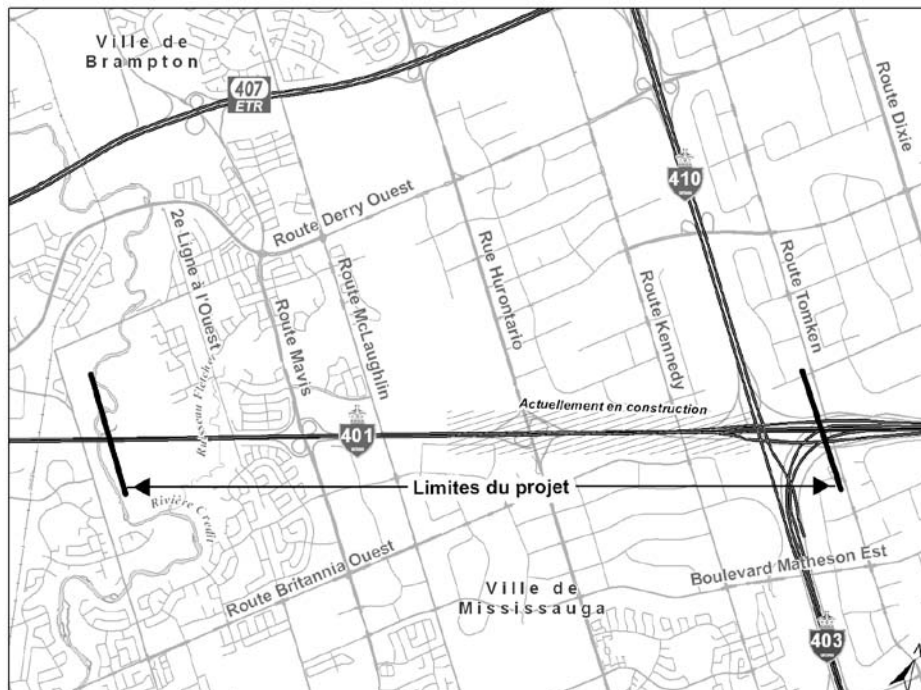 Ville de
Brampton
407
ETR
410
Route Dixie
2e Ligne à l'Ouest
Route Derry Ouest
Route Mavis
Route McLaughlin
Rue Hurontario
Route Kennedy
Route Tomken
Ruisseau Fletcher
Actuellement en construction
401
Limites du projet
Rivière Credit
Route Britannia Ouest
Ville de
Mississauga
Boulevard Matheson Est
403
N